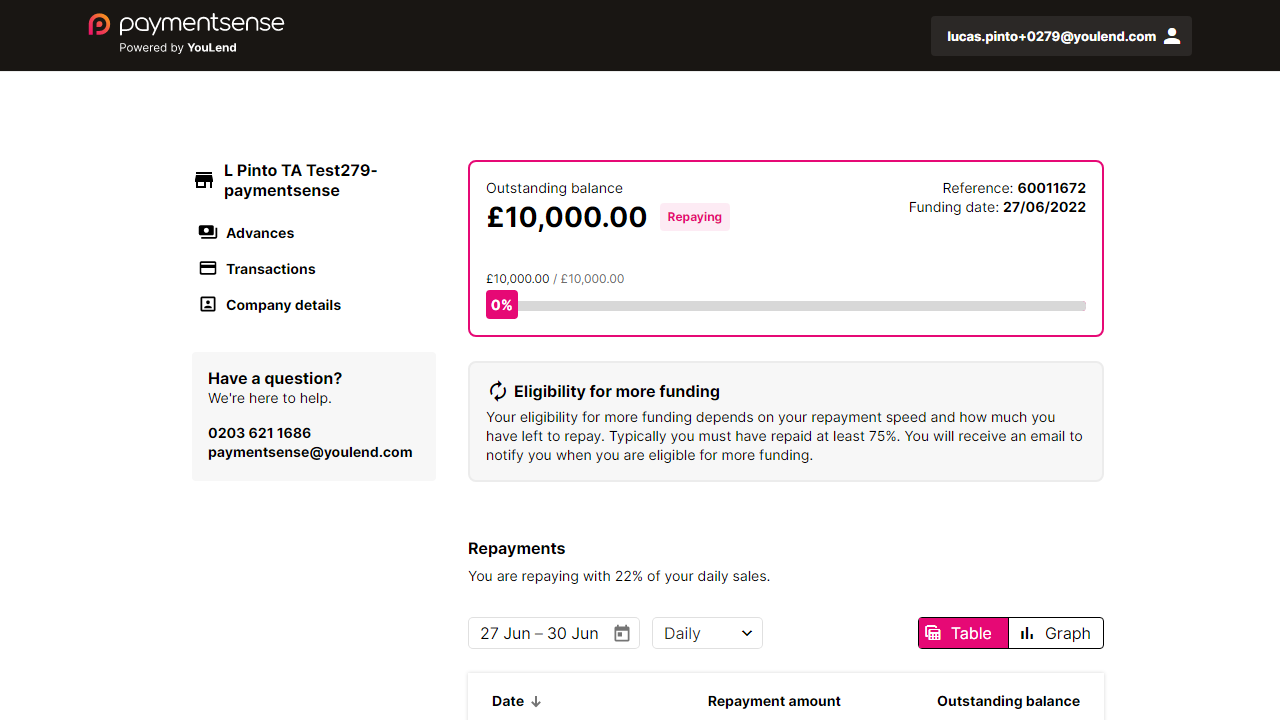 paymentsense
Powered by YouLend
lucas.pinto+0279@youlend.com
L Pinto TA Test279-
paymentsense
Advances
Transactions
Company details
Have a question?
We're here to help.
0203 621 1686
paymentsense@youlend.com
Outstanding balance
£10,000.00
Repaying
Reference: 60011672
Funding date: 27/06/2022
£10,000.00 / £10,000.00
0%
Eligibility for more funding
Your eligibility for more funding depends on your repayment speed and how much you
have left to repay. Typically you must have repaid at least 75%. You will receive an email to
notify you when you are eligible for more funding.
Repayments
You are repaying with 22% of your daily sales.
27 Jun – 30 Jun
Daily
Table
Graph
Date
Repayment amount
Outstanding balance